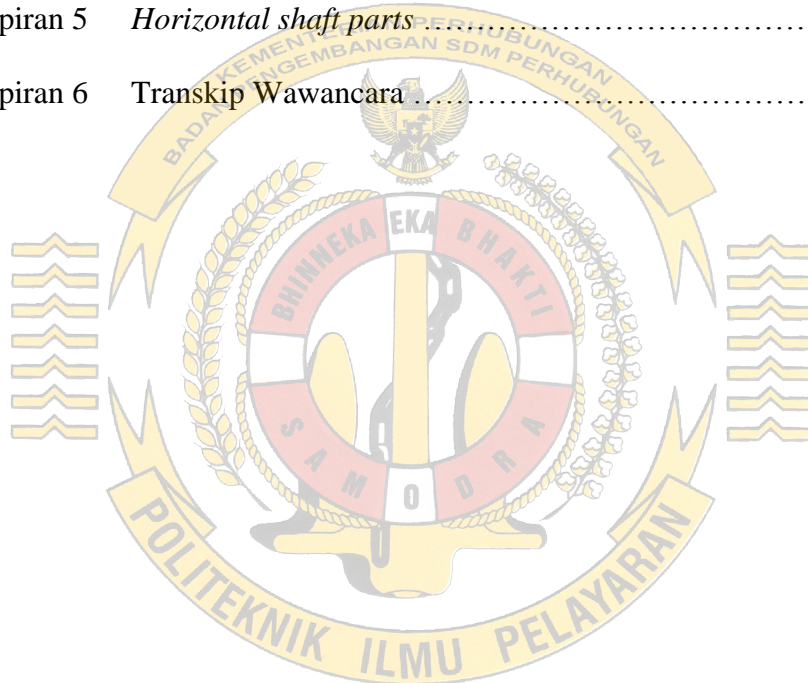 piran 5 Horizontal shaft parts ……………………………………
piran 6 Transkip Wawancara ……………………………………
KEMENTERIAN PERHUBUNGAN
BADAN PENGEMBANGAN SDM PERHUBUNGAN
BHINNEKA EKA BHAKTI
SAMODRA
POLITEKNIK ILMU PELAYARAN